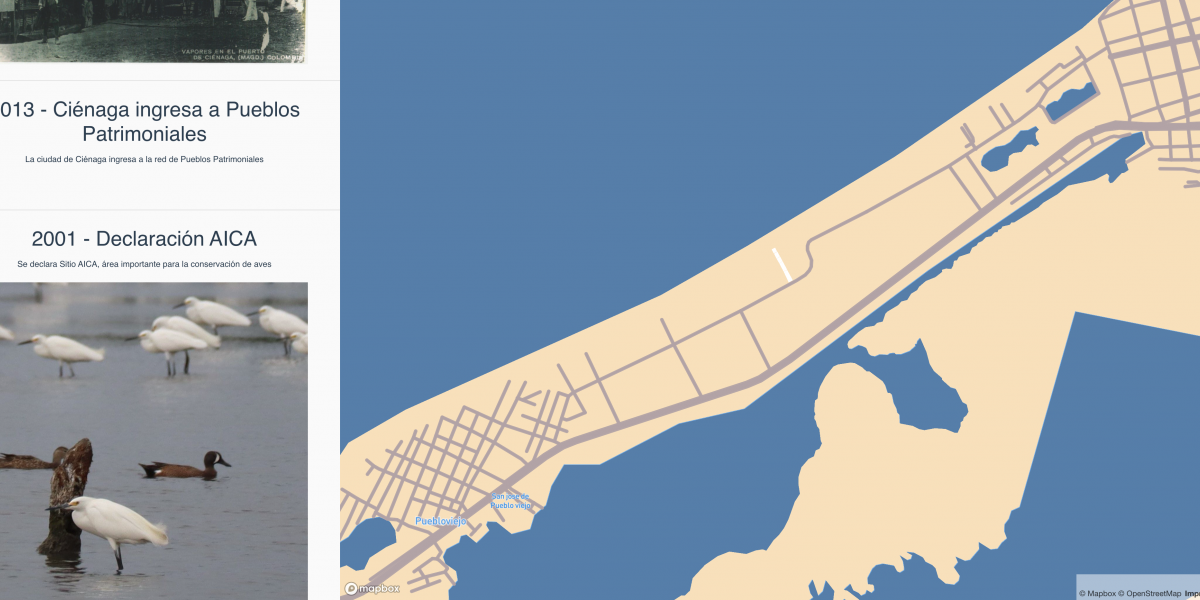 VAPORES EN EL PUERTO
DE CIÉNAGA, (MAGD.) COLOMBIA
013 - Ciénaga ingresa a Pueblos
Patrimoniales
La ciudad de Ciénaga ingresa a la red de Pueblos Patrimoniales
2001 - Declaración AICA
Se declara Sitio AICA, área importante para la conservación de aves
San José de
Pueblo viejo
Puebloviejo
mapbox
© Mapbox © OpenStreetMap Imp